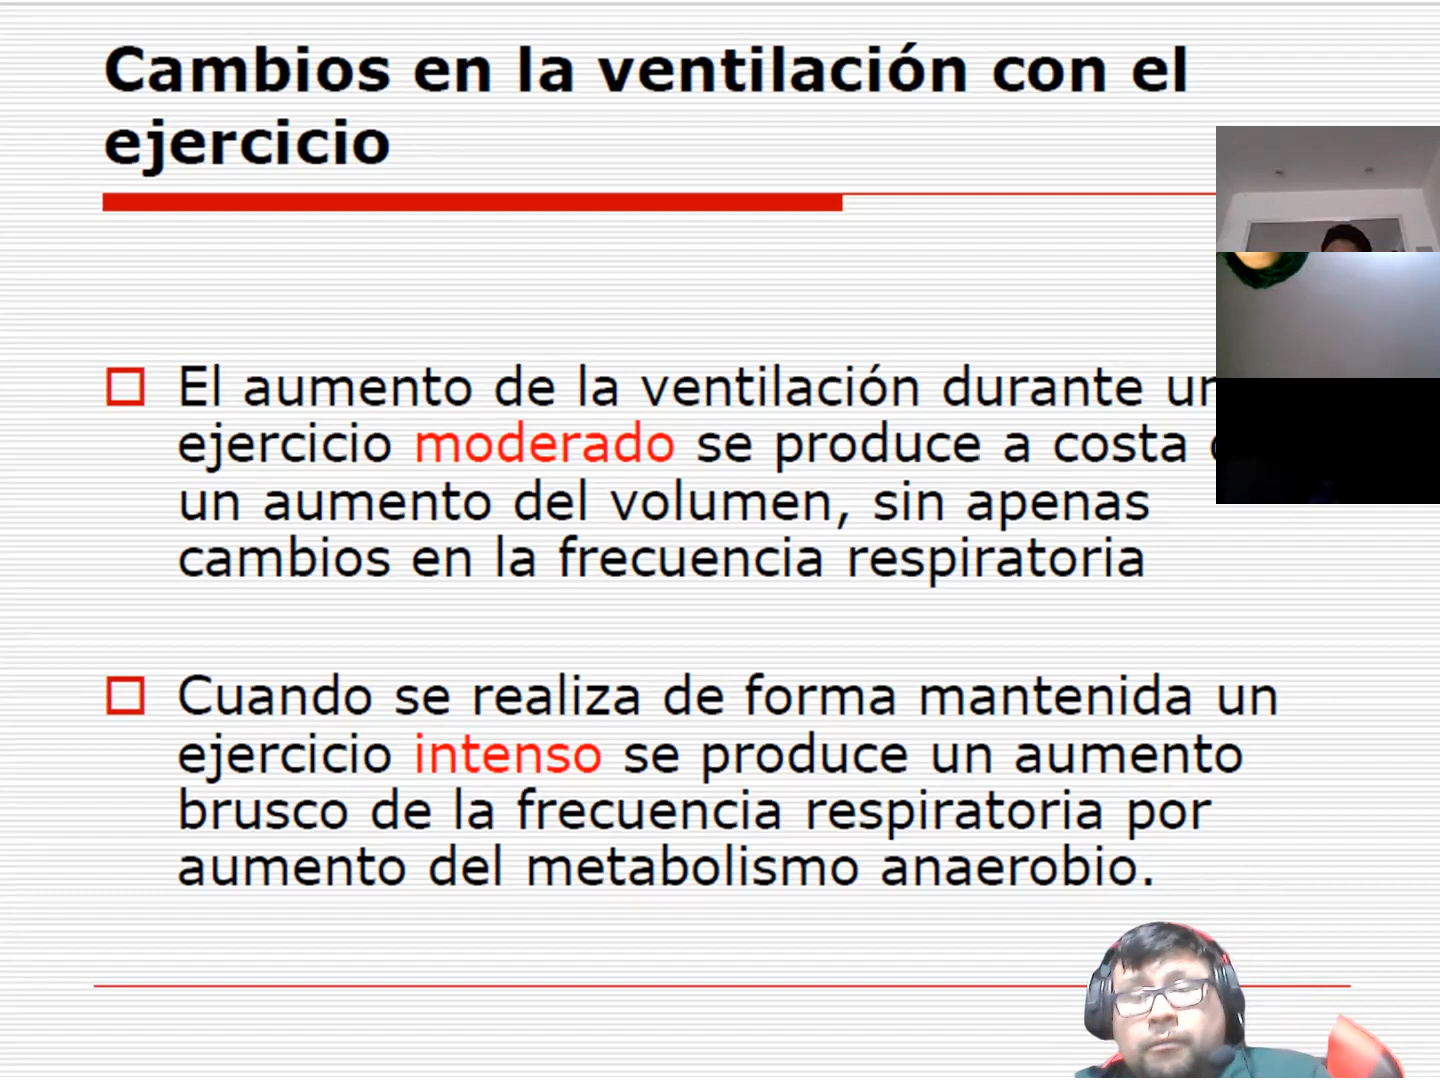 Cambios en la ventilación con el
ejercicio
El aumento de la ventilación durante
ejercicio moderado se produce a costa
un aumento del volumen, sin apenas
cambios en la frecuencia respiratoria
Cuando se realiza de forma mantenida un
ejercicio intenso se produce un aumento
brusco de la frecuencia respiratoria por
aumento del metabolismo anaerobio.